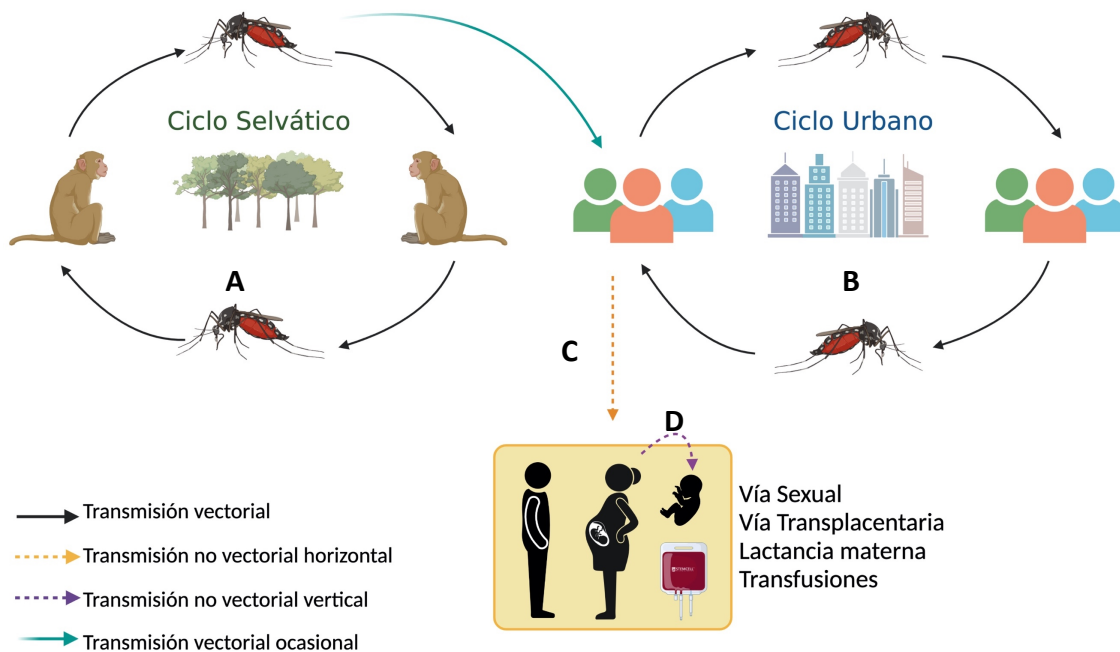 Ciclo Selvático
Ciclo Urbano
A
B
C
D
Vía Sexual
Vía Transplacentaria
Lactancia materna
Transfusiones
STEMCELL
Transmisión vectorial
Transmisión no vectorial horizontal
Transmisión no vectorial vertical
Transmisión vectorial ocasional